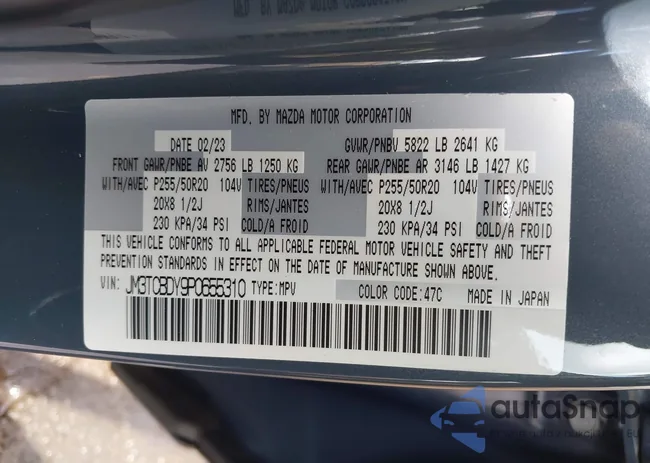 MFD. BY MAZDA MOTOR CORPORATION
DATE 02/23 GVWR/PNBV 5822 LB 2641 KG
FRONT GAWR/PNBE AV 2756 LB 1250 KG REAR GAWR/PNBE AR 3146 LB 1427 KG
WITH/AVEC P255/50R20 104V TIRES/PNEUS WITH/AVEC P255/50R20 104V TIRES/PNEUS
20X8 1/2J RIMS/JANTES 20X8 1/2J RIMS/JANTES
230 KPA/34 PSI COLD/A FROID 230 KPA/34 PSI COLD/A FROID
THIS VEHICLE CONFORMS TO ALL APPLICABLE FEDERAL MOTOR VEHICLE SAFETY AND THEFT
PREVENTION STANDARDS IN EFFECT ON THE DATE OF MANUFACTURE SHOWN ABOVE.
VIN: JM3TCBDY9P0655310 TYPE:MPV COLOR CODE:47C MADE IN JAPAN
autoSnap